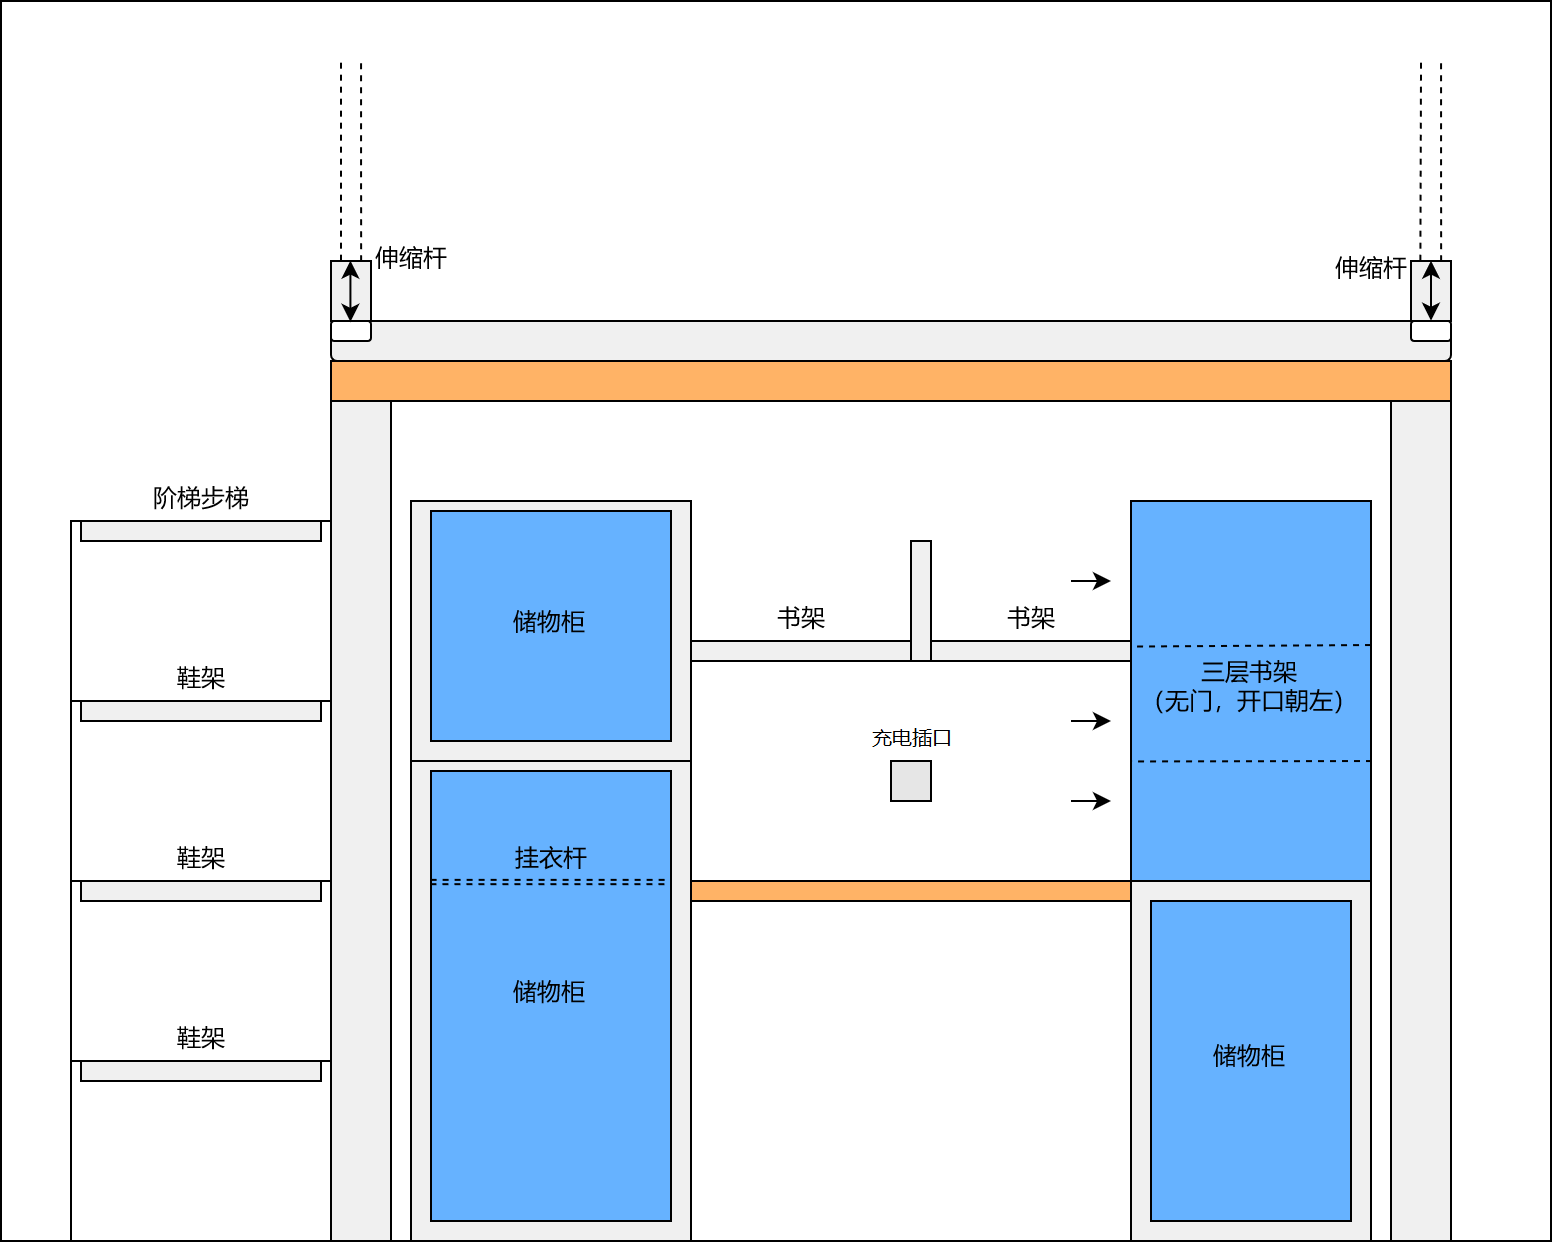 伸缩杆
伸缩杆
阶梯步梯
储物柜
书架
书架
鞋架
三层书架
（无门，开口朝左）
充电插口
鞋架
挂衣杆
储物柜
鞋架
储物柜